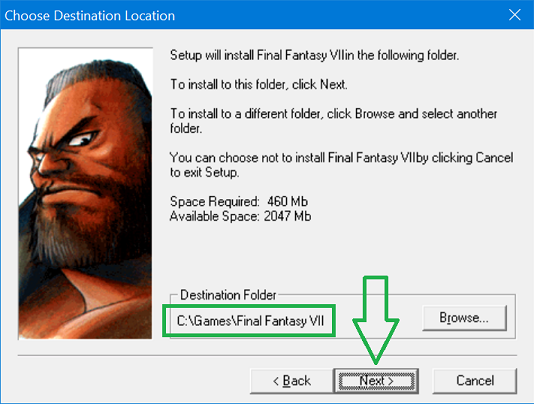 Choose Destination Location
Setup will install Final Fantasy VIIin the following folder.
To install to this folder, click Next.
To install to a different folder, click Browse and select another
folder.
You can choose not to install Final Fantasy VIIby clicking Cancel
to exit Setup.
Space Required: 460 Mb
Available Space: 2047 Mb
Destination Folder
C:\Games\Final Fantasy VII
Browse...
< Back
Next >
Cancel